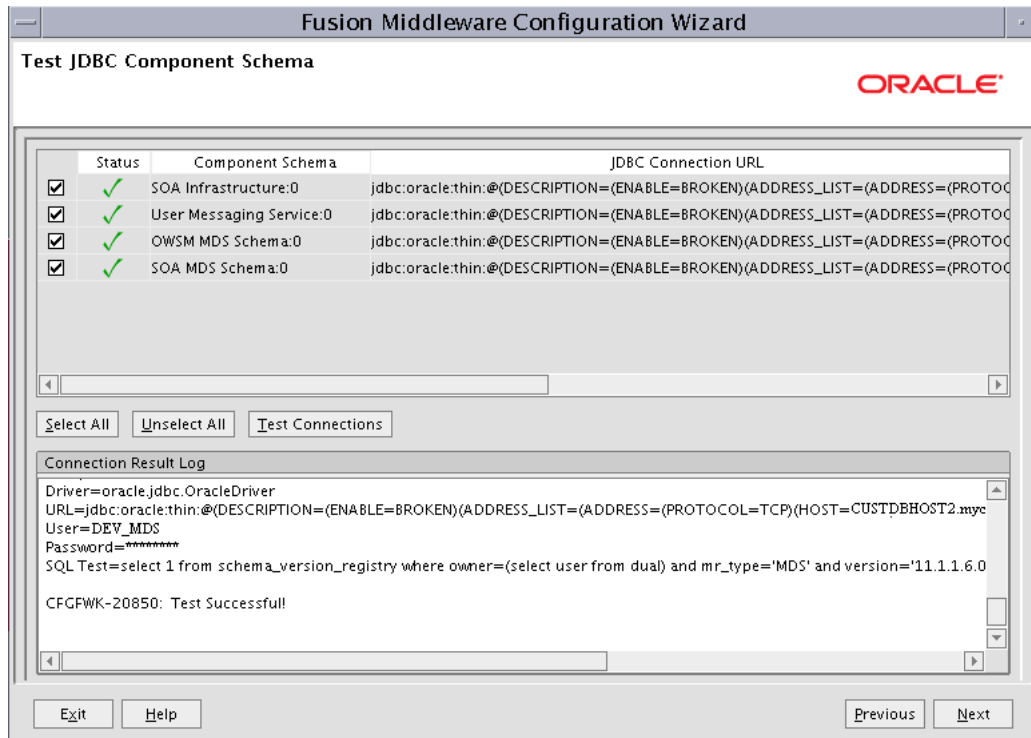 Fusion Middleware Configuration Wizard
Test JDBC Component Schema
ORACLE
Status Component Schema JDBC Connection URL
SOA Infrastructure:0 jdbc:oracle:thin:@(DESCRIPTION=(ENABLE=BROKEN)(ADDRESS_LIST=(ADDRESS=(PROTOC
User Messaging Service:0 jdbc:oracle:thin:@(DESCRIPTION=(ENABLE=BROKEN)(ADDRESS_LIST=(ADDRESS=(PROTOC
OWSM MDS Schema:0 jdbc:oracle:thin:@(DESCRIPTION=(ENABLE=BROKEN)(ADDRESS_LIST=(ADDRESS=(PROTOC
SOA MDS Schema:0 jdbc:oracle:thin:@(DESCRIPTION=(ENABLE=BROKEN)(ADDRESS_LIST=(ADDRESS=(PROTOC
Select All Unselect All Test Connections
Connection Result Log
Driver=oracle.jdbc.OracleDriver
URL=jdbc:oracle:thin:@(DESCRIPTION=(ENABLE=BROKEN)(ADDRESS_LIST=(ADDRESS=(PROTOCOL=TCP)(HOST=CUSTDBHOST2.myc
User=DEV_MDS
Password=********
SQL Test=select 1 from schema_version_registry where owner=(select user from dual) and mr_type='MDS' and version='11.1.1.6.0
CFGFWK-20850: Test Successful!
Exit Help Previous Next